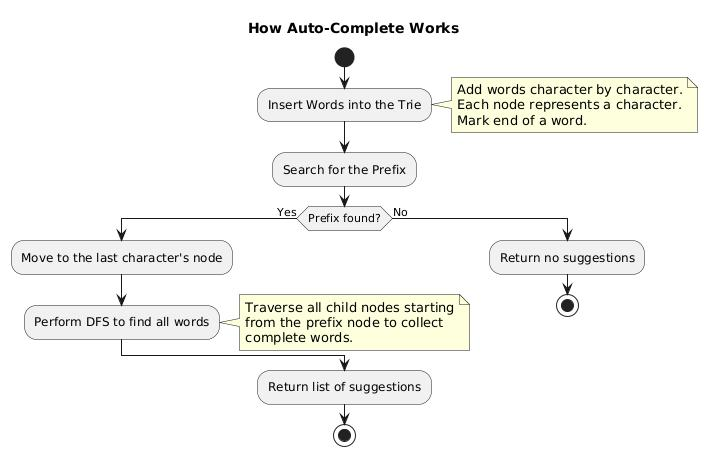 How Auto-Complete Works
Insert Words into the Trie
Add words character by character.
Each node represents a character.
Mark end of a word.
Search for the Prefix
Prefix found?
Yes
No
Move to the last character's node
Return no suggestions
Perform DFS to find all words
Traverse all child nodes starting
from the prefix node to collect
complete words.
Return list of suggestions